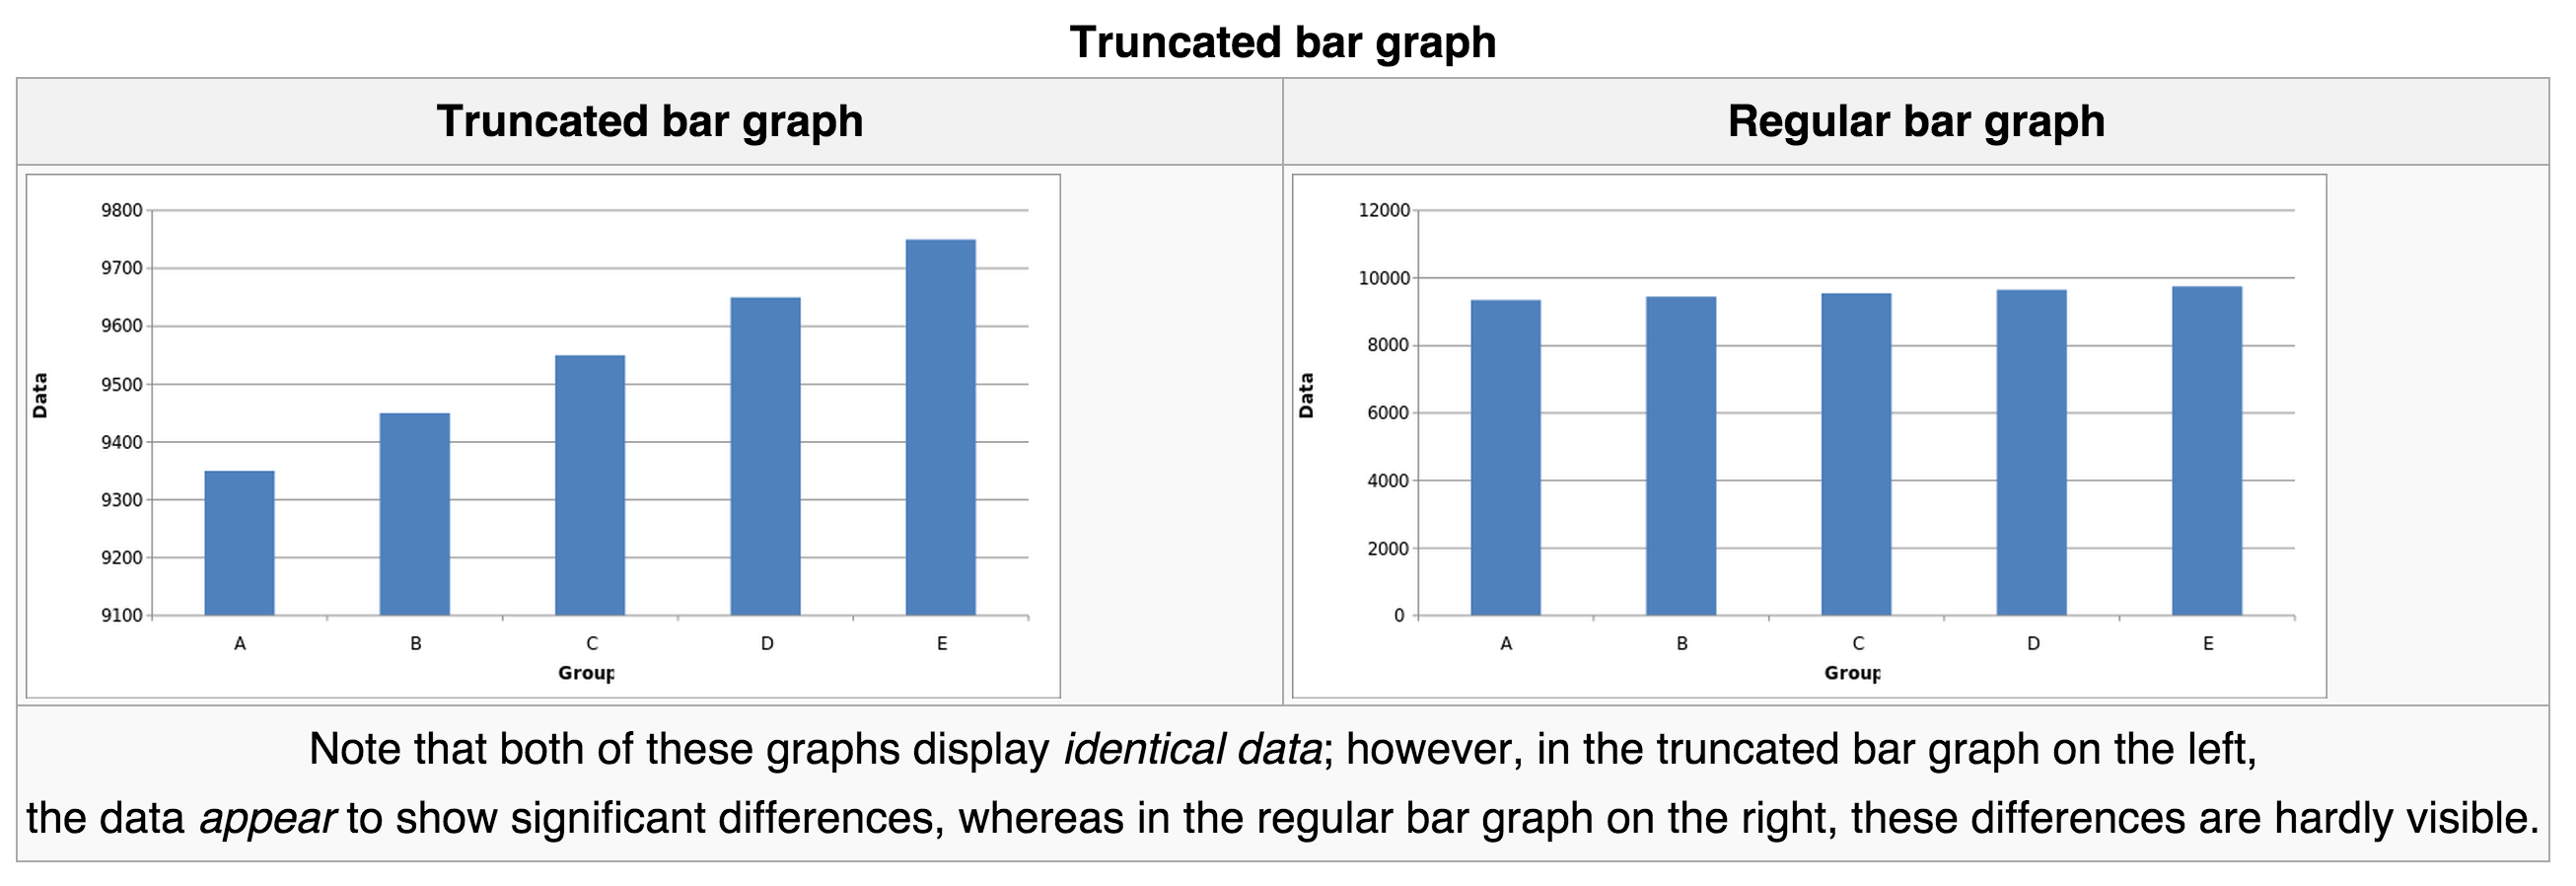 Truncated bar graph
Truncated bar graph
Regular bar graph
9800
9700
9600
9500
9400
9300
9200
9100
Data
A B C D E
Group
12000
10000
8000
6000
4000
2000
0
Data
A B C D E
Group
Note that both of these graphs display identical data; however, in the truncated bar graph on the left,
the data appear to show significant differences, whereas in the regular bar graph on the right, these differences are hardly visible.